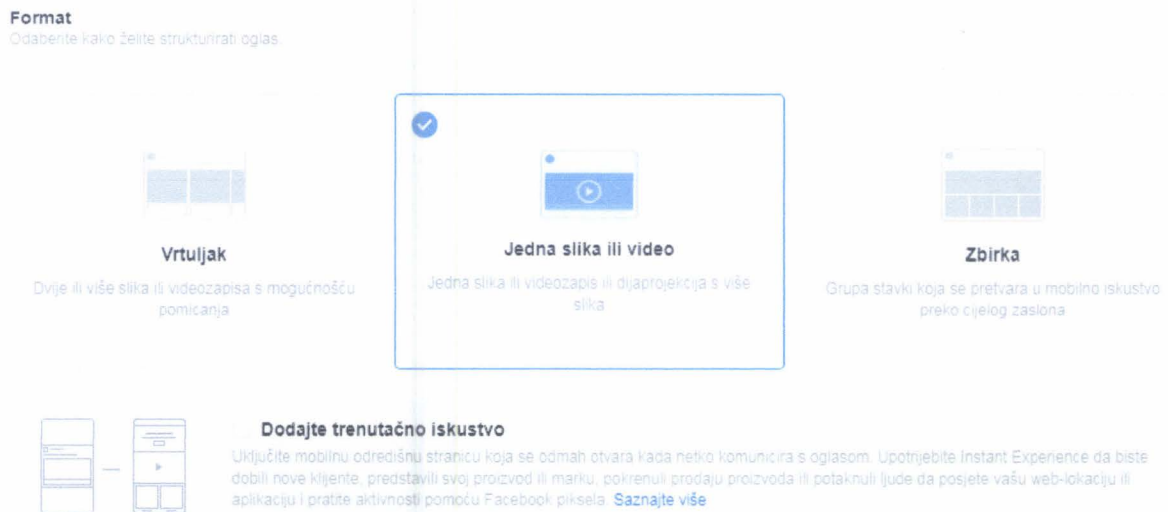 Format
Odaberite kako želite strukturirati oglas.
Vrtuljak
Dvije ili više slika ili videozapisa s mogućnošću
pomicanja
Jedna slika ili video
Jedna slika ili videozapis ili dijaprojekcija s više
slika
Zbirka
Grupa stavki koja se pretvara u mobilno iskustvo
preko cijelog zaslona
Dodajte trenutačno iskustvo
Uključite mobilnu odredišnu stranicu koja se odmah otvara kada netko komunicira s oglasom. Upotrijebite Instant Experience da biste
dobili nove klijente, predstavili svoj proizvod ili marku, pokrenuli prodaju proizvoda ili potaknuli ljude da posjete vašu web-lokaciju ili
aplikaciju i pratite aktivnosti pomoću Facebook piksela. Saznajte više